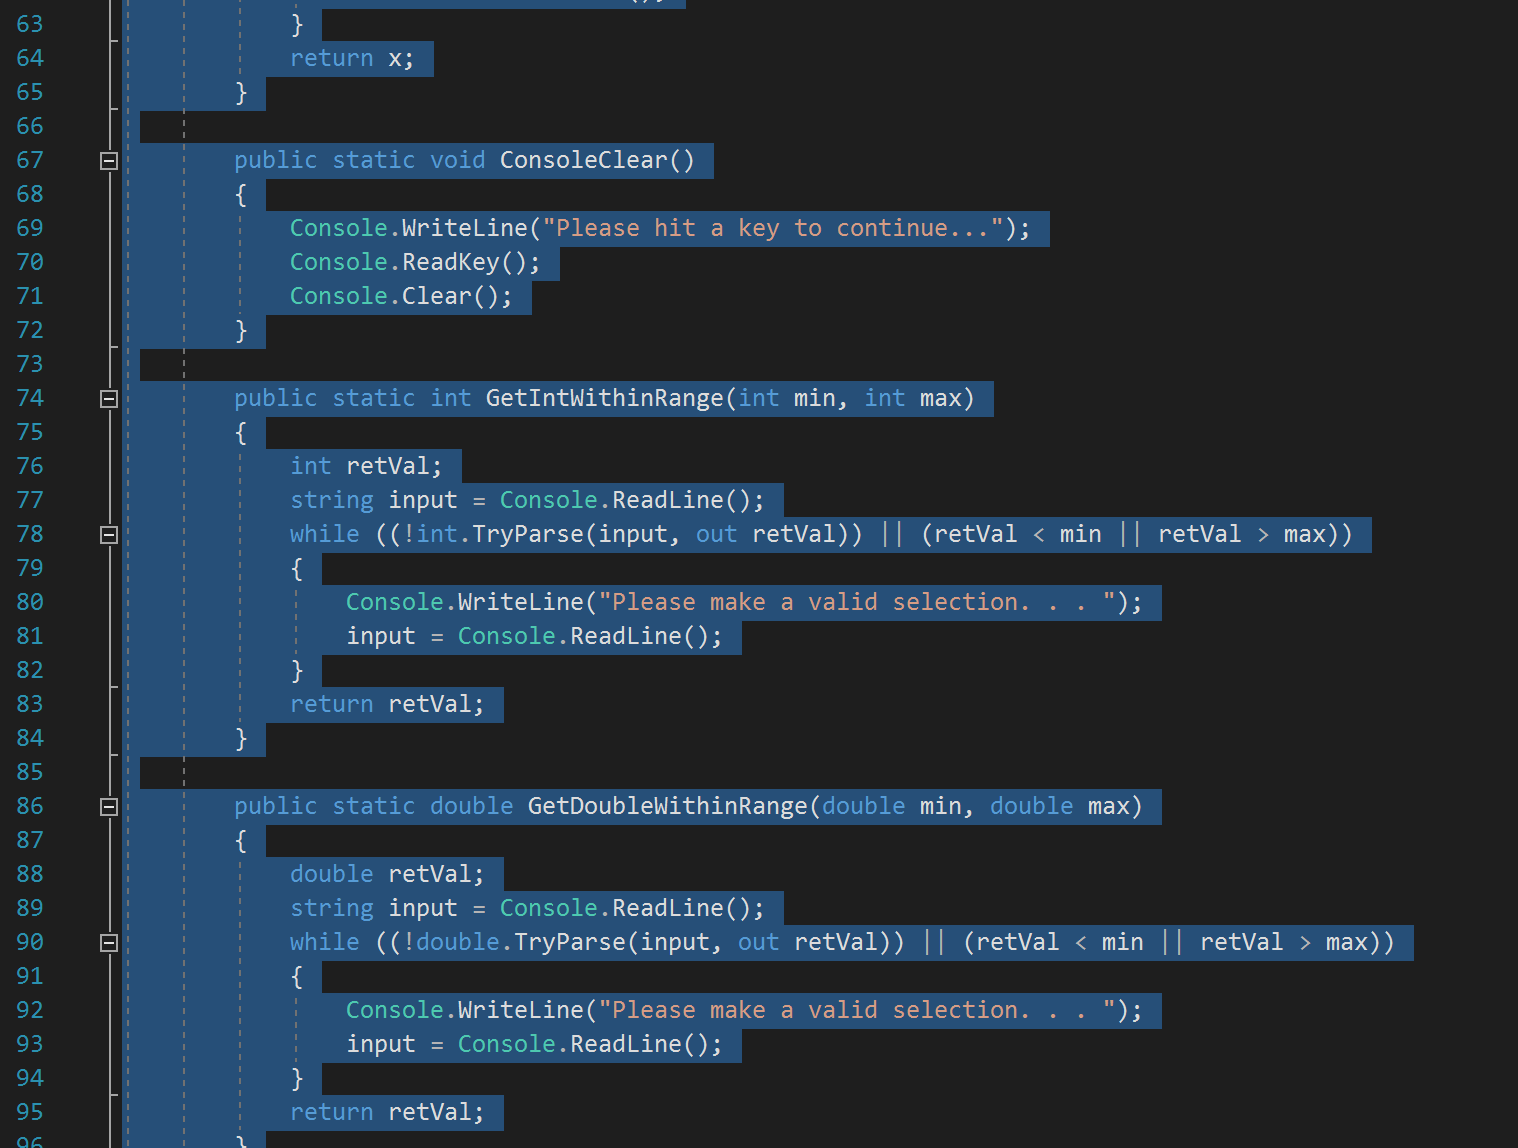 63 }
64 return x;
65 }
66
67 public static void ConsoleClear()
68 {
69 Console.WriteLine("Please hit a key to continue...");
70 Console.ReadKey();
71 Console.Clear();
72 }
73
74 public static int GetIntWithinRange(int min, int max)
75 {
76 int retVal;
77 string input = Console.ReadLine();
78 while ((!int.TryParse(input, out retVal)) || (retVal < min || retVal > max))
79 {
80 Console.WriteLine("Please make a valid selection. . . ");
81 input = Console.ReadLine();
82 }
83 return retVal;
84 }
85
86 public static double GetDoubleWithinRange(double min, double max)
87 {
88 double retVal;
89 string input = Console.ReadLine();
90 while ((!double.TryParse(input, out retVal)) || (retVal < min || retVal > max))
91 {
92 Console.WriteLine("Please make a valid selection. . . ");
93 input = Console.ReadLine();
94 }
95 return retVal;
96 }